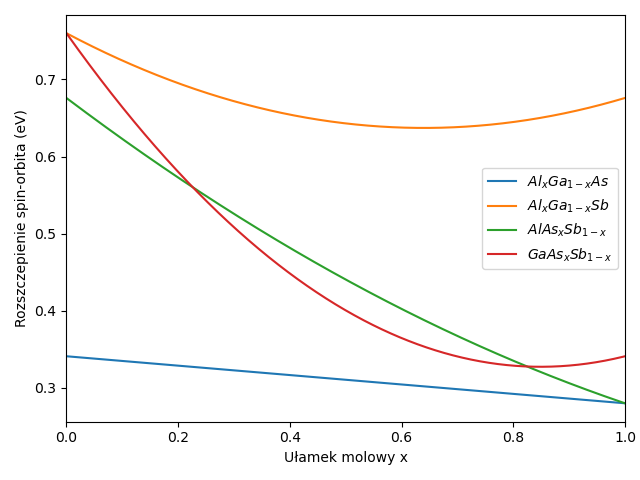 0.7
0.6
0.5
0.4
0.3
Rozszczepienie spin-orbita (eV)
AlₓGa₁₋ₓAs
AlₓGa₁₋ₓSb
AlAsₓSb₁₋ₓ
GaAsₓSb₁₋ₓ
0.0 0.2 0.4 0.6 0.8 1.0
Ułamek molowy x